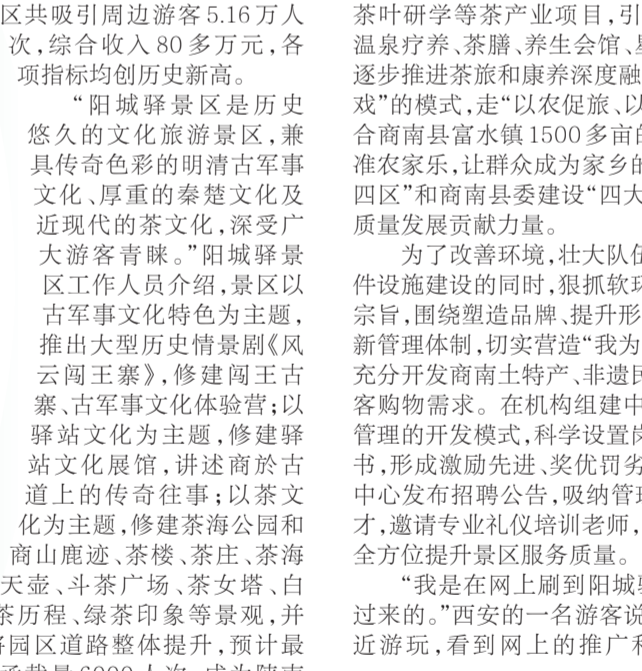 区共吸引周边游客5.16万人
次,综合收入80多万元,各
项指标均创历史新高。
“阳城驿景区是历史
悠久的文化旅游景区,兼
具传奇色彩的明清古军事
文化、厚重的秦楚文化及
近现代的茶文化,深受广
大游客青睐。”阳城驿景
区工作人员介绍,景区以
古军事文化特色为主题,
推出大型历史情景剧《风
云闯王寨》,修建闯王古
寨、古军事文化体验营;以
驿站文化为主题,修建驿
站文化展馆,讲述商於古
道上的传奇往事;以茶文
化为主题,修建茶海公园和
商山鹿迹、茶楼、茶庄、茶海
天壶、斗茶广场、茶女塔、白
茶历程、绿茶印象等景观,并
将园区道路整体提升,预计最
茶叶研学等茶产业项目,引
温泉疗养、茶膳、养生会馆、
逐步推进茶旅和康养深度融
戏”的模式,走“以农促旅、以
合商南县富水镇1500多亩
准农家乐,让群众成为家乡的
四区”和商南县委建设“四大
质量发展贡献力量。
为了改善环境,壮大队伍
件设施建设的同时,狠抓软环
宗旨,围绕塑造品牌、提升形
新管理体制,切实营造“我为
充分开发商南土特产、非遗民
客购物需求。在机构组建中
管理的开发模式,科学设置岗
书,形成激励先进、奖优罚劣
中心发布招聘公告,吸纳管理
才,邀请专业礼仪培训老师,
全方位提升景区服务质量。
“我是在网上刷到阳城驿
过来的。”西安的一名游客说
近游玩,看到网上的推广和